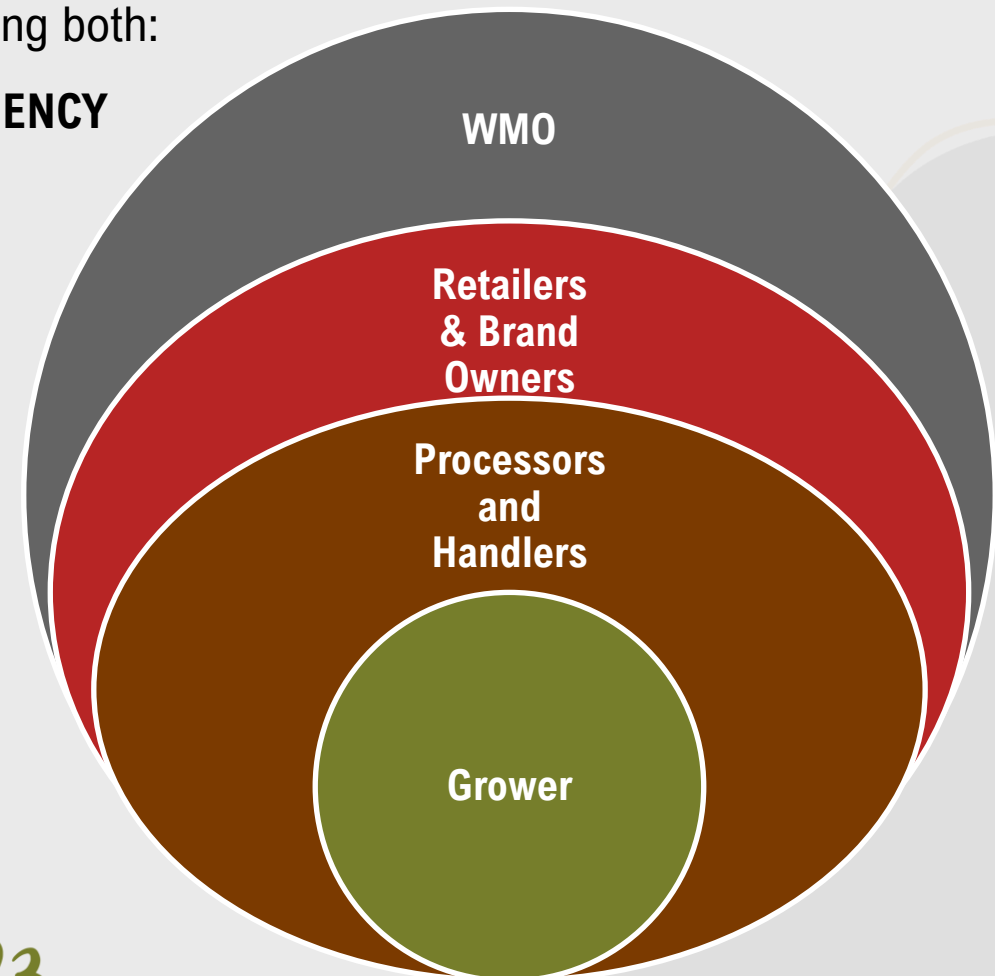 ng both:
ENCY
WMO
Retailers
& Brand
Owners
Processors
and
Handlers
Grower